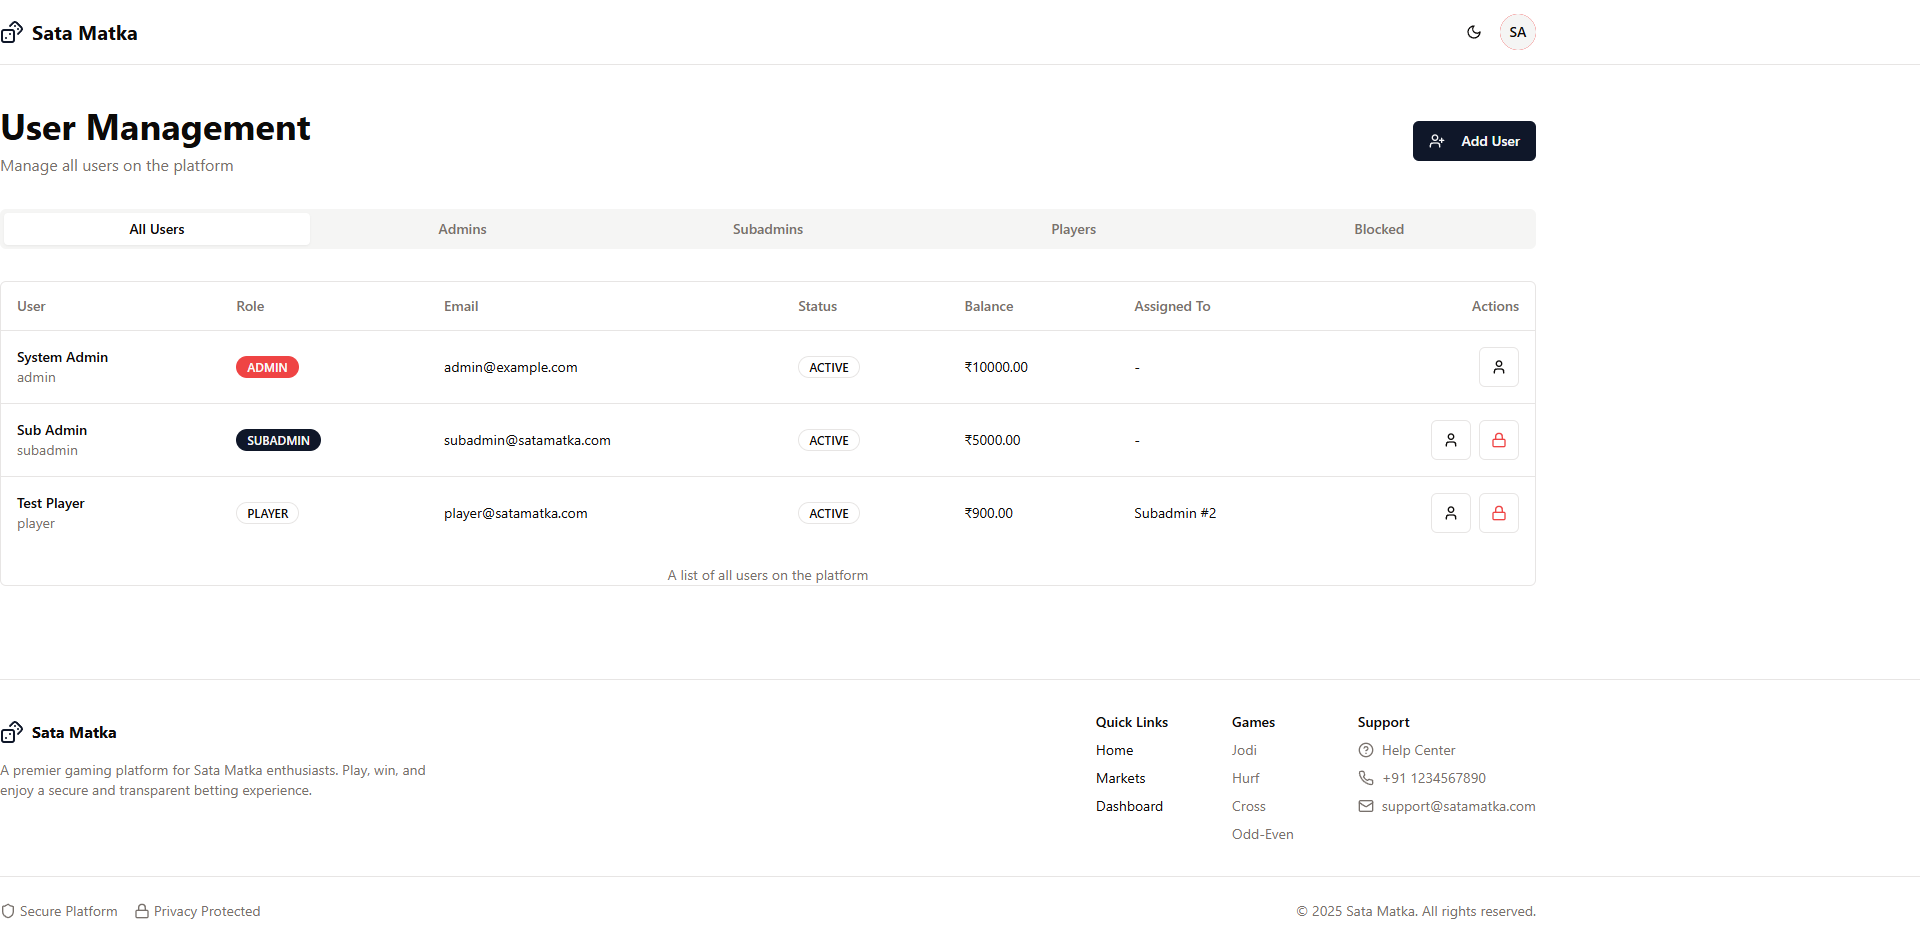 Sata Matka
SA
User Management
Manage all users on the platform
Add User
All Users Admins Subadmins Players Blocked
User Role Email Status Balance Assigned To Actions
System Admin
admin
ADMIN admin@example.com ACTIVE ₹10000.00 -
Sub Admin
subadmin
SUBADMIN subadmin@satamatka.com ACTIVE ₹5000.00 -
Test Player
player
PLAYER player@satamatka.com ACTIVE ₹900.00 Subadmin #2
A list of all users on the platform
Sata Matka
A premier gaming platform for Sata Matka enthusiasts. Play, win, and
enjoy a secure and transparent betting experience.
Quick Links
Home
Markets
Dashboard
Games
Jodi
Hurf
Cross
Odd-Even
Support
Help Center
+91 1234567890
support@satamatka.com
Secure Platform Privacy Protected
© 2025 Sata Matka. All rights reserved.